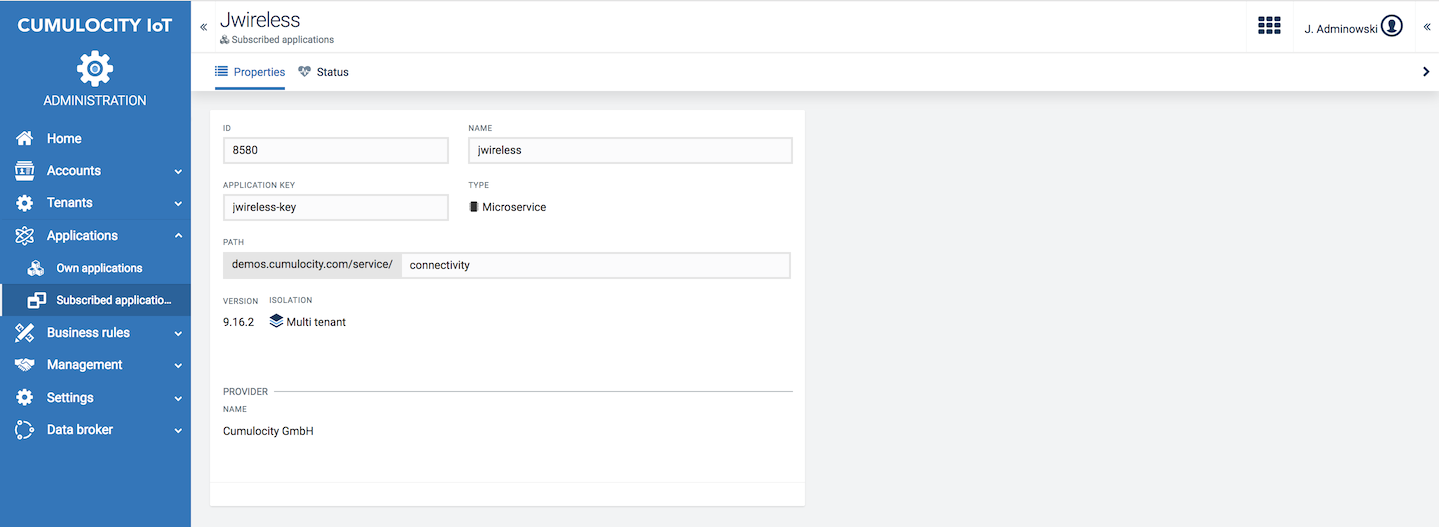 CUMULOCITY IoT
ADMINISTRATION
Home
Accounts
Tenants
Applications
Own applications
Subscribed applicatio...
Business rules
Management
Settings
Data broker
Jwireless
Subscribed applications
J. Adminowski
Properties Status
ID NAME
8580 jwireless
APPLICATION KEY TYPE
jwireless-key Microservice
PATH
demos.cumulocity.com/service/ connectivity
VERSION ISOLATION
9.16.2 Multi tenant
PROVIDER
NAME
Cumulocity GmbH